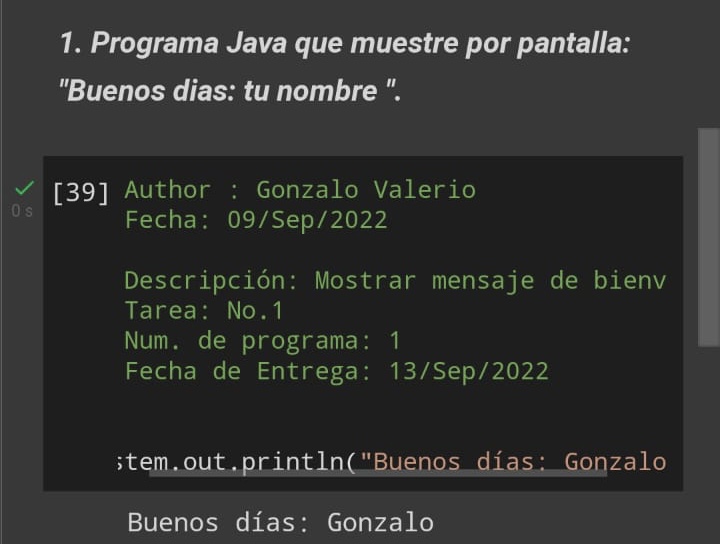 1. Programa Java que muestre por pantalla:
"Buenos dias: tu nombre ".
[39] Author : Gonzalo Valerio
0 s
Fecha: 09/Sep/2022
Descripción: Mostrar mensaje de bienv
Tarea: No.1
Num. de programa: 1
Fecha de Entrega: 13/Sep/2022
stem.out.println("Buenos días: Gonzalo
Buenos días: Gonzalo